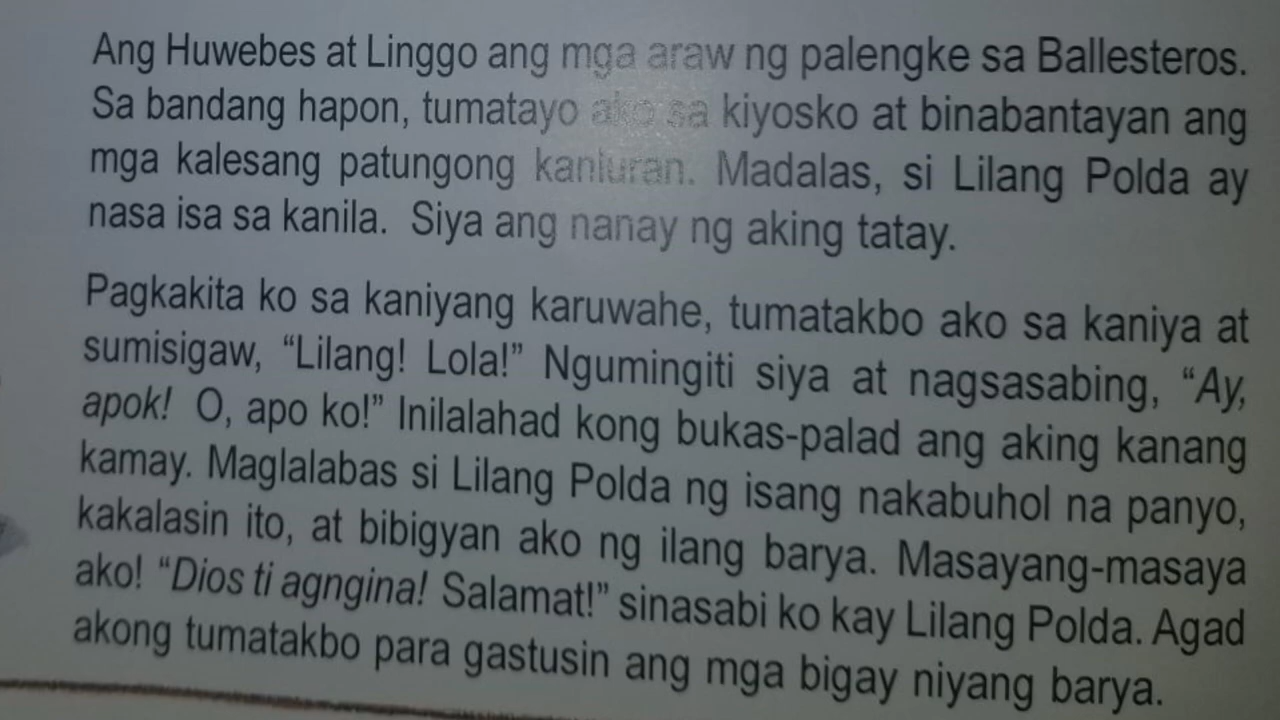 Ang Huwebes at Linggo ang mga araw ng palengke sa Ballesteros.
Sa bandang hapon, tumatayo ako sa kiyosko at binabantayan ang
mga kalesang patungong kanluran. Madalas, si Lilang Polda ay
nasa isa sa kanila. Siya ang nanay ng aking tatay.
Pagkakita ko sa kaniyang karuwahe, tumatakbo ako sa kaniya at
sumisigaw, “Lilang! Lola!” Ngumingiti siya at nagsasabing, “Ay,
apok! O, apo ko!” Inilalahad kong bukas-palad ang aking kanang
kamay. Maglalabas si Lilang Polda ng isang nakabuhol na panyo,
kakalasin ito, at bibigyan ako ng ilang barya. Masayang-masaya
ako! “Dios ti agngina! Salamat!” sinasabi ko kay Lilang Polda. Agad
akong tumatakbo para gastusin ang mga bigay niyang barya.